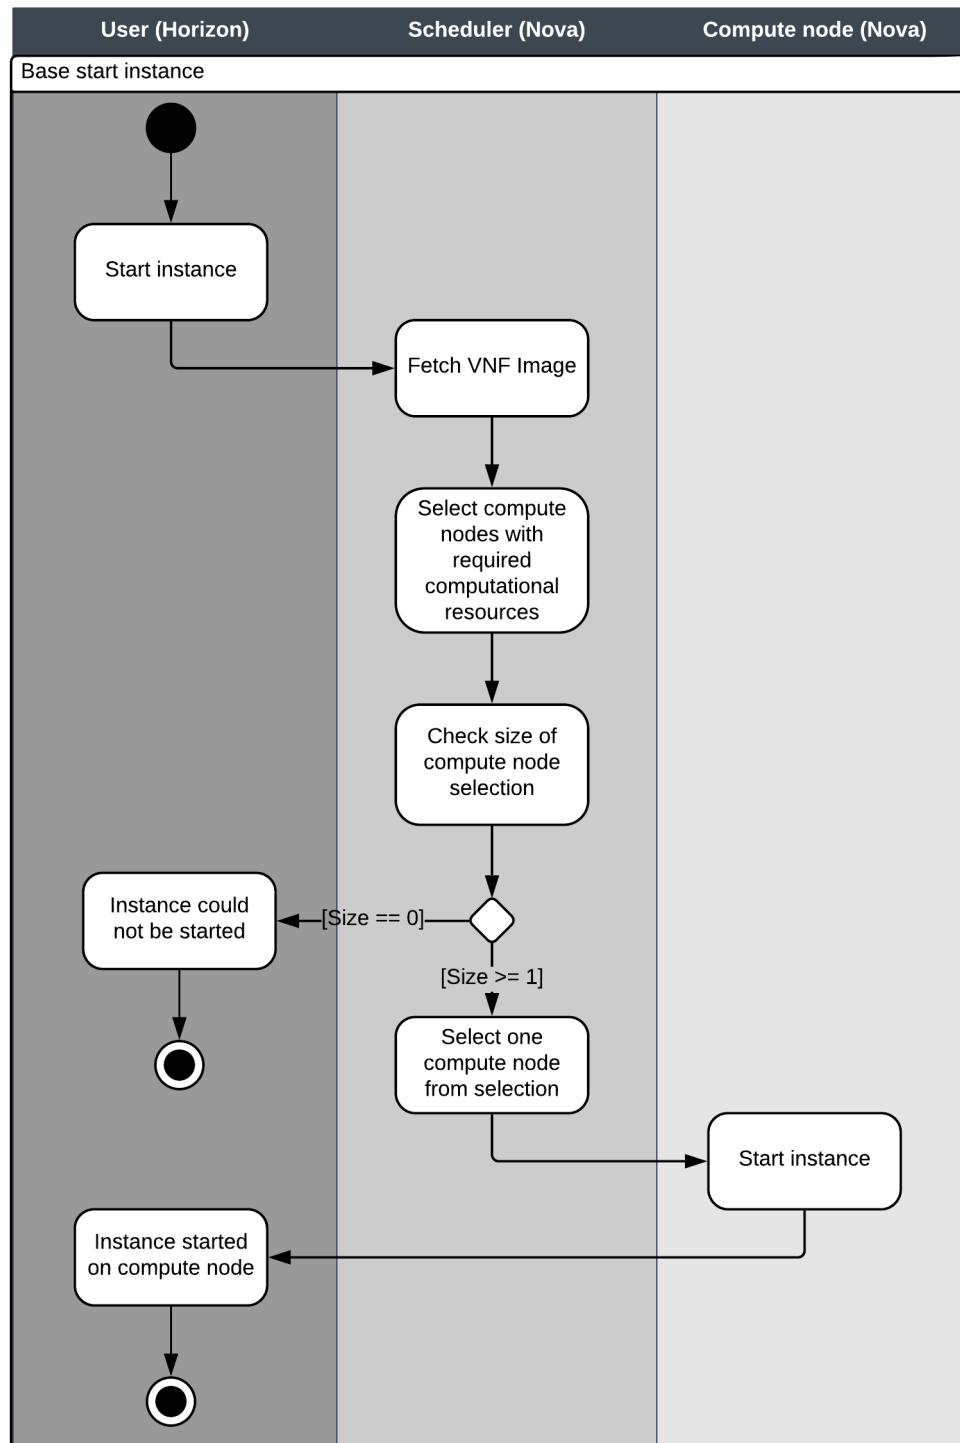 User (Horizon)
Scheduler (Nova)
Compute node (Nova)
Base start instance
Start instance
Fetch VNF Image
Select compute
nodes with
required
computational
resources
Check size of
compute node
selection
Instance could
not be started
[Size == 0]
[Size >= 1]
Select one
compute node
from selection
Start instance
Instance started
on compute node